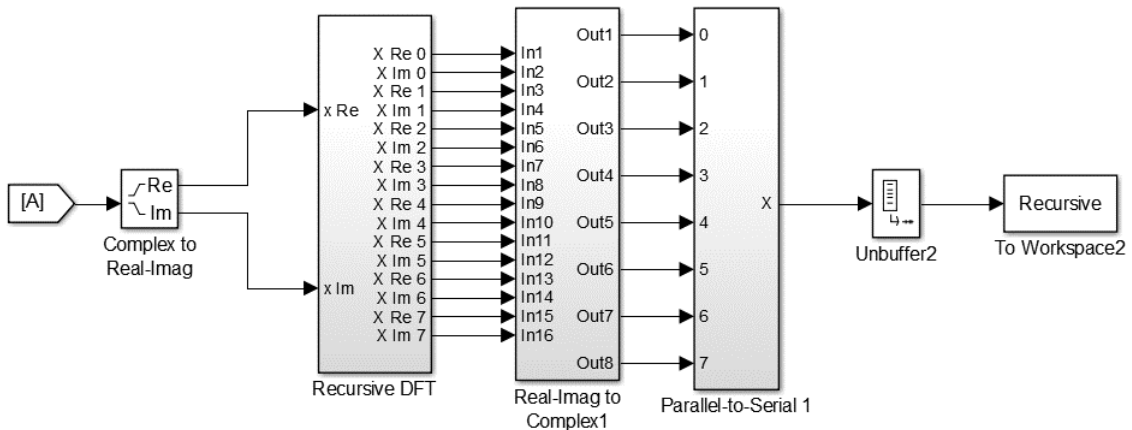 [A]
Re
Im
Complex to
Real-Imag
x Re
x Im
X Re 0
X Im 0
X Re 1
X Im 1
X Re 2
X Im 2
X Re 3
X Im 3
X Re 4
X Im 4
X Re 5
X Im 5
X Re 6
X Im 6
X Re 7
X Im 7
Recursive DFT
In1
In2
In3
In4
In5
In6
In7
In8
In9
In10
In11
In12
In13
In14
In15
In16
Out1
Out2
Out3
Out4
Out5
Out6
Out7
Out8
Real-Imag to
Complex1
0
1
2
3
4
5
6
7
X
Parallel-to-Serial 1
Unbuffer2
Recursive
To Workspace2